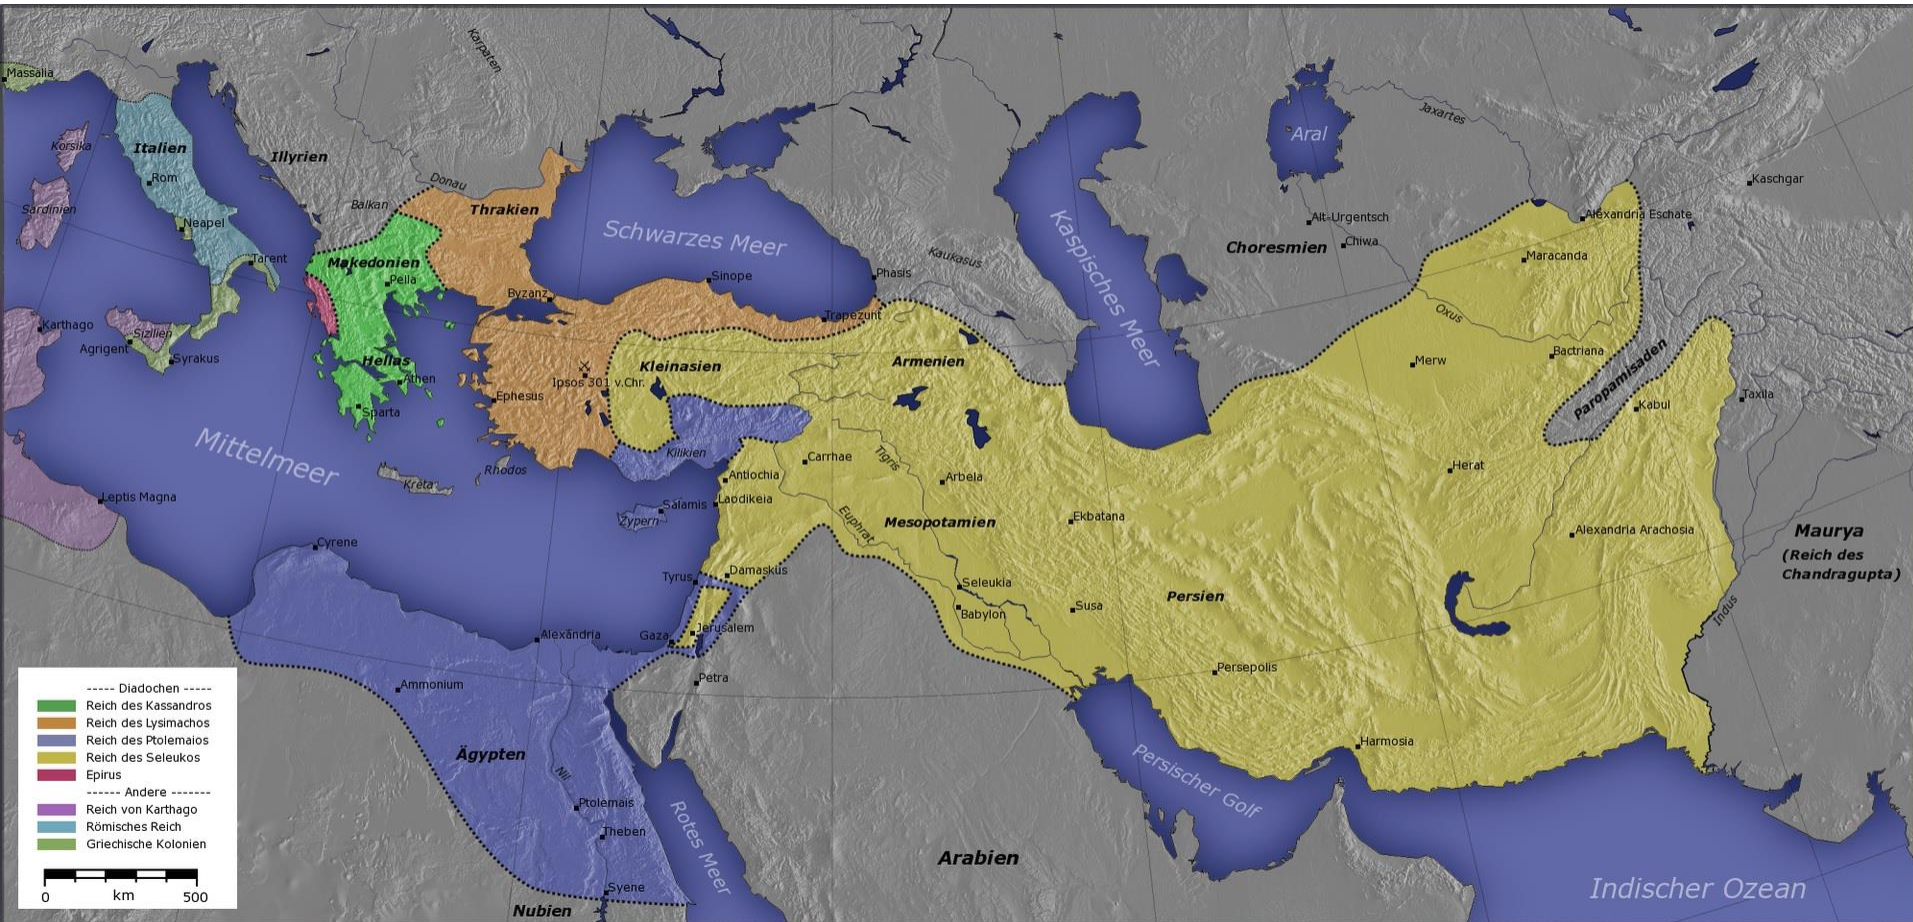 Massalia
Karpaten
Korsika
Italien
Illyrien
Rom
Sardinien
Donau
Balkan
Thrakien
Neapel
Tarent
Makedonien
Pella
Byzanz
Schwarzes Meer
Sinope
Phasis
Kaukasus
Trapezunt
Kaspisches Meer
Aral
Jaxartes
Kaschgar
Alt-Urgentsch
Chiwa
Choresmien
Alexandria Eschate
Maracanda
Oxus
Merw
Bactriana
Paropamisaden
Kabul
Taxila
Karthago
Sizilien
Agrigent
Syrakus
Hellas
Athen
Sparta
Ipsos 301 v.Chr.
Ephesus
Kleinasien
Armenien
Mittelmeer
Kreta
Rhodos
Kilikien
Carrhae
Tigris
Antiochia
Arbela
Herat
Leptis Magna
Laodikeia
Salamis
Zypern
Euphrat
Mesopotamien
Ekbatana
Alexandria Arachosia
Maurya
(Reich des
Chandragupta)
Cyrene
Tyrus
Damaskus
Seleukia
Babylon
Susa
Persien
Indus
Alexändria
Gaza
Jerusalem
Petra
Persepolis
Ammonium
Harmosia
Ägypten
Nil
Persischer Golf
Ptolemais
Theben
Rotes Meer
Arabien
Syene
Nubien
Indischer Ozean
----- Diadochen -----
Reich des Kassandros
Reich des Lysimachos
Reich des Ptolemaios
Reich des Seleukos
Epirus
------ Andere -------
Reich von Karthago
Römisches Reich
Griechische Kolonien
0 km 500